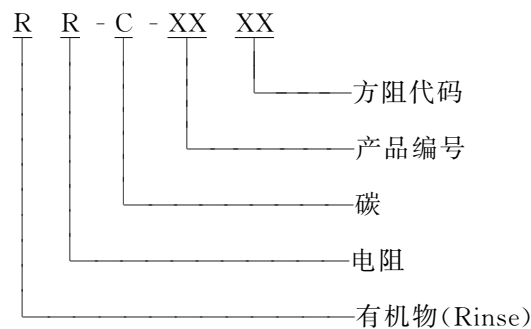 R R - C - XX XX
方阻代码
产品编号
碳
电阻
有机物(Rinse)